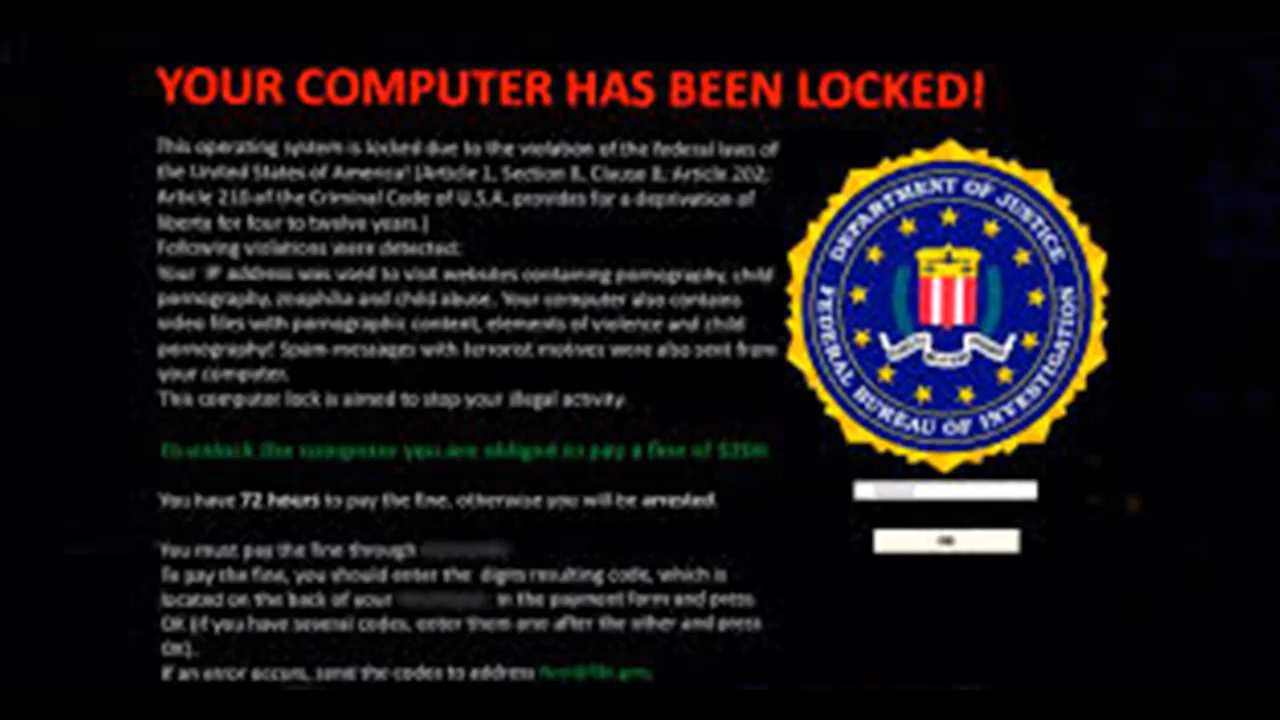 YOUR COMPUTER HAS BEEN LOCKED!
This operating system is locked due to the violation of the federal laws of
the United States of America! (Article 1, Section 8, Clause 8; Article 202;
Article 210 of the Criminal Code of U.S.A. provides for a deprivation of
liberty for four to twelve years.)
Following violations were detected:
Your IP address was used to visit websites containing pornography, child
pornography, zoophilia and child abuse. Your computer also contains
video files with pornographic content, elements of violence and child
pornography! Spam-messages with terrorist motives were also sent from
your computer.
This computer lock is aimed to stop your illegal activity.
To unlock the computer you are obliged to pay a fine of
You have 72 hours to pay the fine, otherwise you will be arrested.
You must pay the fine through
To pay the fine, you should enter the digits resulting code, which is
located on the back of your in the payment form and press
OK (if you have several codes, enter them one after the other and press
OK).
If an error occurs, send the codes to address
DEPARTMENT OF JUSTICE
FEDERAL BUREAU OF INVESTIGATION
OK